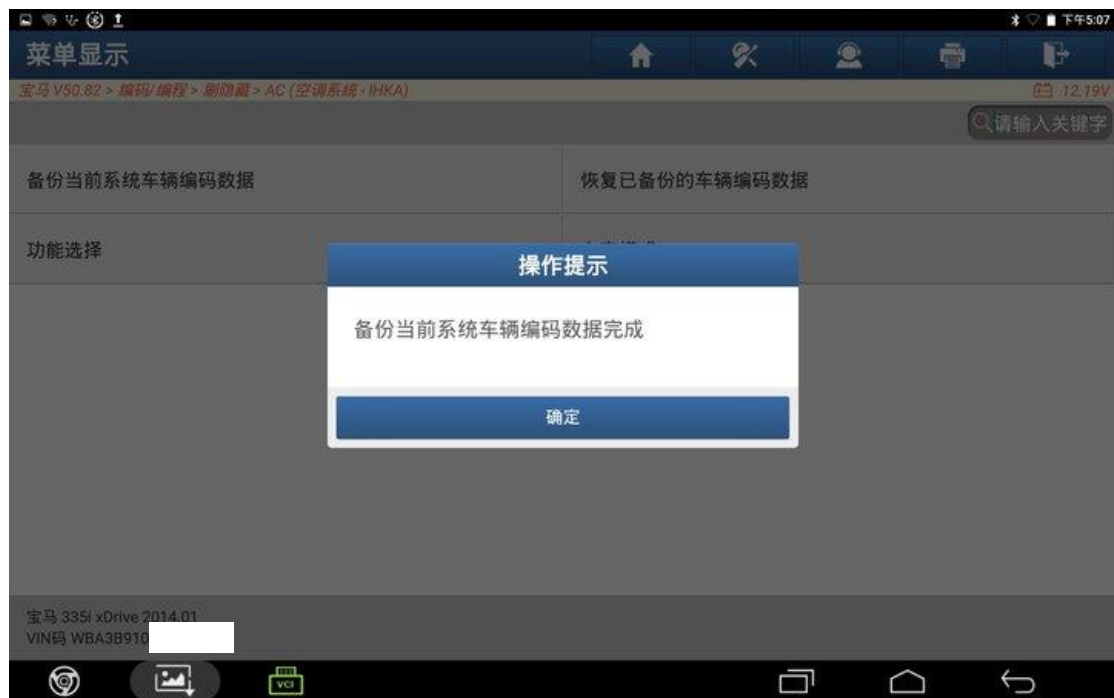 下午5:07
菜单显示
宝马 V50.82 > 编码/编程 > 刷隐藏 > AC (空调系统 - IHKA)
12.19V
请输入关键字
备份当前系统车辆编码数据
恢复已备份的车辆编码数据
功能选择
操作提示
备份当前系统车辆编码数据完成
确定
宝马 335i xDrive 2014.01
VIN码 WBA3B910
VCI